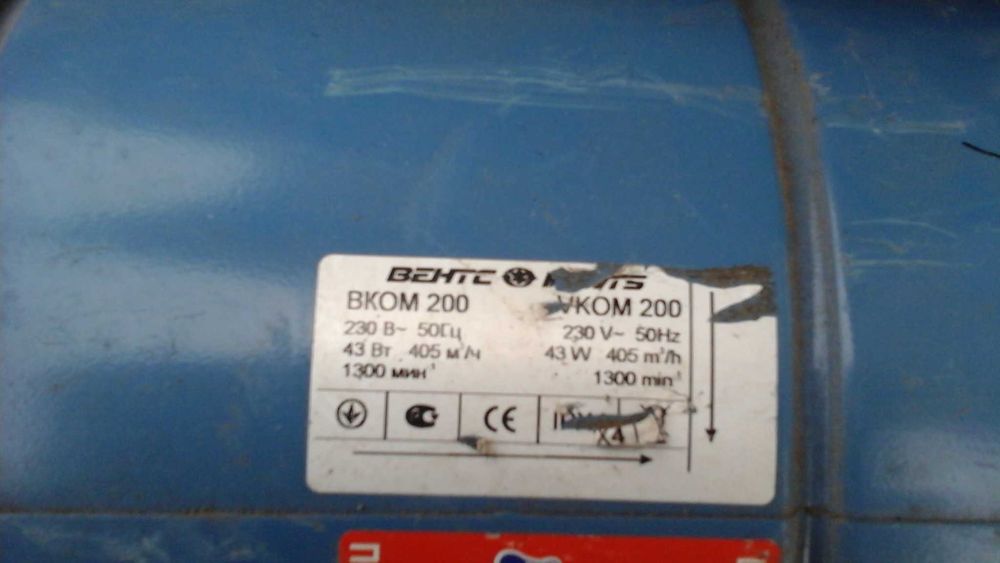 ВЕНТС
ВКОМ 200
230 В~ 50Гц
43 Вт 405 м³/ч
1300 мин⁻¹
VKOM 200
230 V~ 50Hz
43 W 405 m³/h
1300 min⁻¹
CE
X4